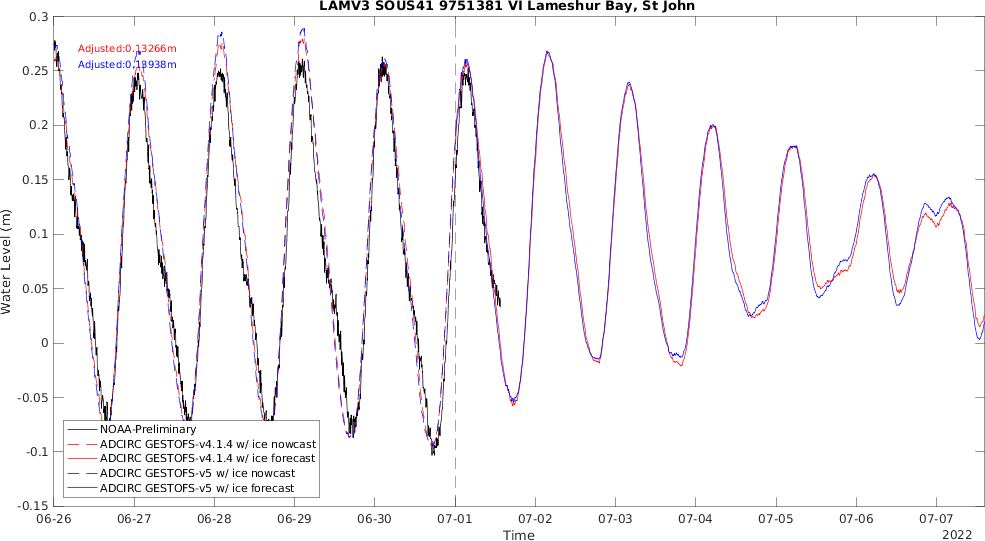 LAMV3 SOUS41 9751381 VI Lameshur Bay, St John
0.3
Adjusted:0.13266m
Adjusted:0.13938m
0.25
0.2
0.15
0.1
0.05
0
-0.05
-0.1
-0.15
Water Level (m)
NOAA-Preliminary
ADCIRC GESTOFS-v4.1.4 w/ ice nowcast
ADCIRC GESTOFS-v4.1.4 w/ ice forecast
ADCIRC GESTOFS-v5 w/ ice nowcast
ADCIRC GESTOFS-v5 w/ ice forecast
06-26 06-27 06-28 06-29 06-30 07-01 07-02 07-03 07-04 07-05 07-06 07-07
Time
2022